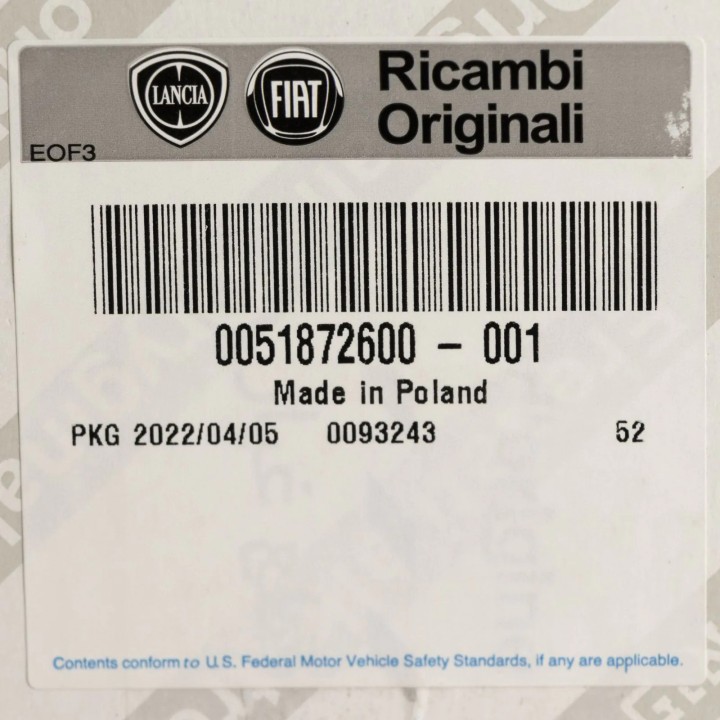 LANCIA
FIAT
Ricambi
Originali
EOF3
0051872600 - 001
Made in Poland
PKG 2022/04/05 0093243 52
Contents conform to U.S. Federal Motor Vehicle Safety Standards, if any are applicable.